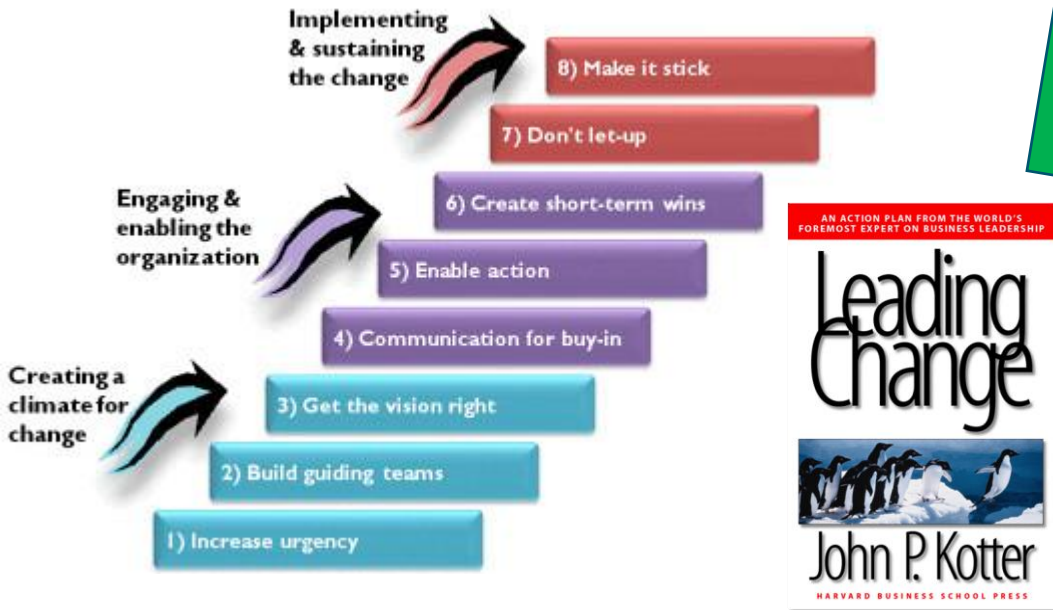 Implementing
& sustaining
the change
8) Make it stick
7) Don't let-up
Engaging &
enabling the
organization
6) Create short-term wins
5) Enable action
4) Communication for buy-in
Creating a
climate for
change
3) Get the vision right
2) Build guiding teams
1) Increase urgency
AN ACTION PLAN FROM THE WORLD'S
FOREMOST EXPERT ON BUSINESS LEADERSHIP
Leading
Change
John P. Kotter
HARVARD BUSINESS SCHOOL PRESS